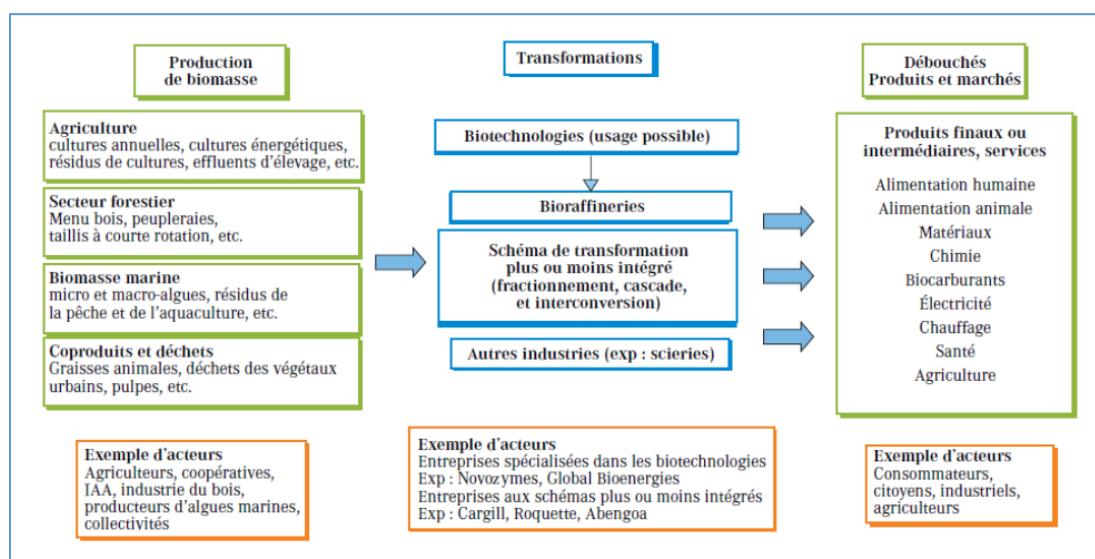 Production
de biomasse
Agriculture
cultures annuelles, cultures énergétiques,
résidus de cultures, effluents d'élevage, etc.
Secteur forestier
Menu bois, peupleraies,
taillis à courte rotation, etc.
Biomasse marine
micro et macro-algues, résidus de
la pêche et de l'aquaculture, etc.
Coproduits et déchets
Graisses animales, déchets des végétaux
urbains, pulpes, etc.
Exemple d'acteurs
Agriculteurs, coopératives,
IAA, industrie du bois,
producteurs d'algues marines,
collectivités
Transformations
Biotechnologies (usage possible)
Bioraffineries
Schéma de transformation
plus ou moins intégré
(fractionnement, cascade,
et interconversion)
Autres industries (exp : scieries)
Exemple d'acteurs
Entreprises spécialisées dans les biotechnologies
Exp : Novozymes, Global Bioenergies
Entreprises aux schémas plus ou moins intégrés
Exp : Cargill, Roquette, Abengoa
Débouchés
Produits et marchés
Produits finaux ou
intermédiaires, services
Alimentation humaine
Alimentation animale
Matériaux
Chimie
Biocarburants
Électricité
Chauffage
Santé
Agriculture
Exemple d'acteurs
Consommateurs,
citoyens, industriels,
agriculteurs